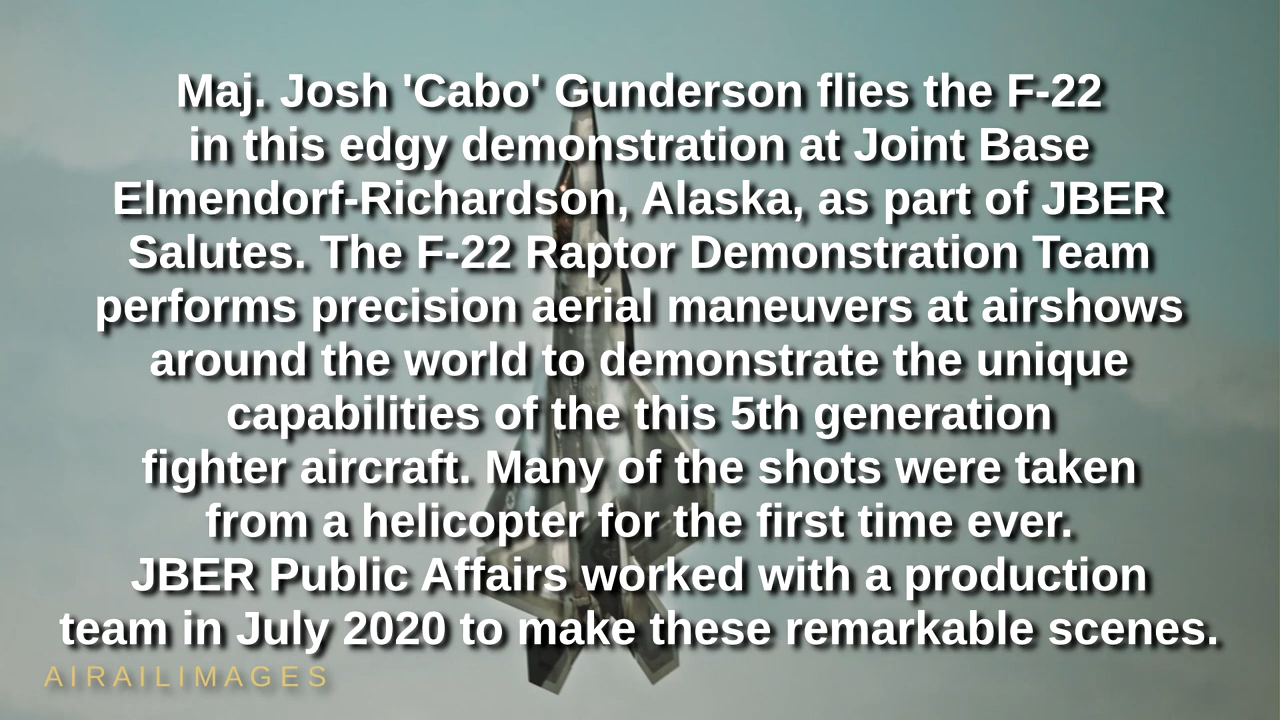 Maj. Josh 'Cabo' Gunderson flies the F-22
in this edgy demonstration at Joint Base
Elmendorf-Richardson, Alaska, as part of JBER
Salutes. The F-22 Raptor Demonstration Team
performs precision aerial maneuvers at airshows
around the world to demonstrate the unique
capabilities of the this 5th generation
fighter aircraft. Many of the shots were taken
from a helicopter for the first time ever.
JBER Public Affairs worked with a production
team in July 2020 to make these remarkable scenes.
AIRAILIMAGES